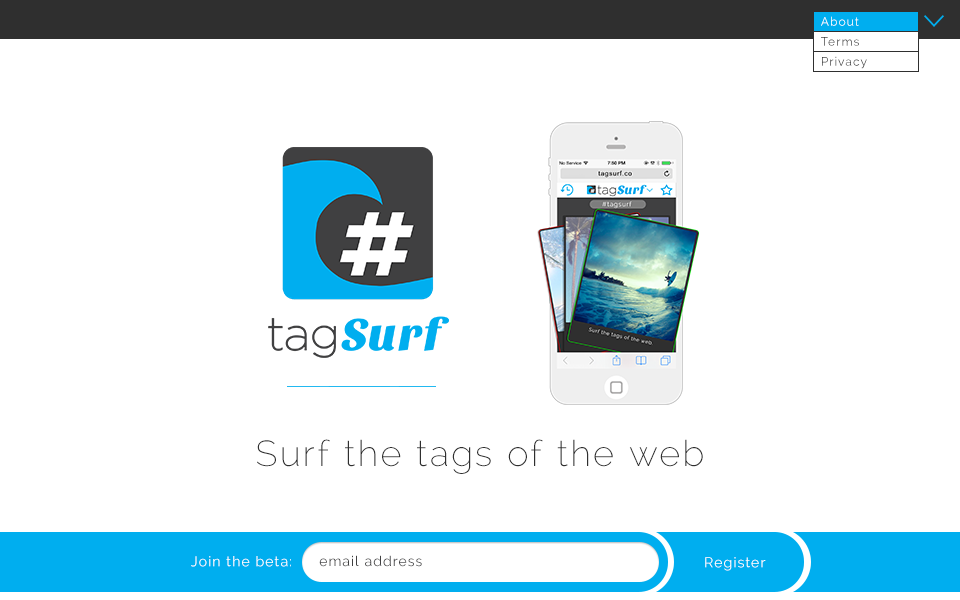 About
Terms
Privacy
No Service 7:50 PM
tagsurf.co
tagSurf
#tagsurf
Surf the tags of the web
#
tagSurf
Surf the tags of the web
Join the beta: email address Register